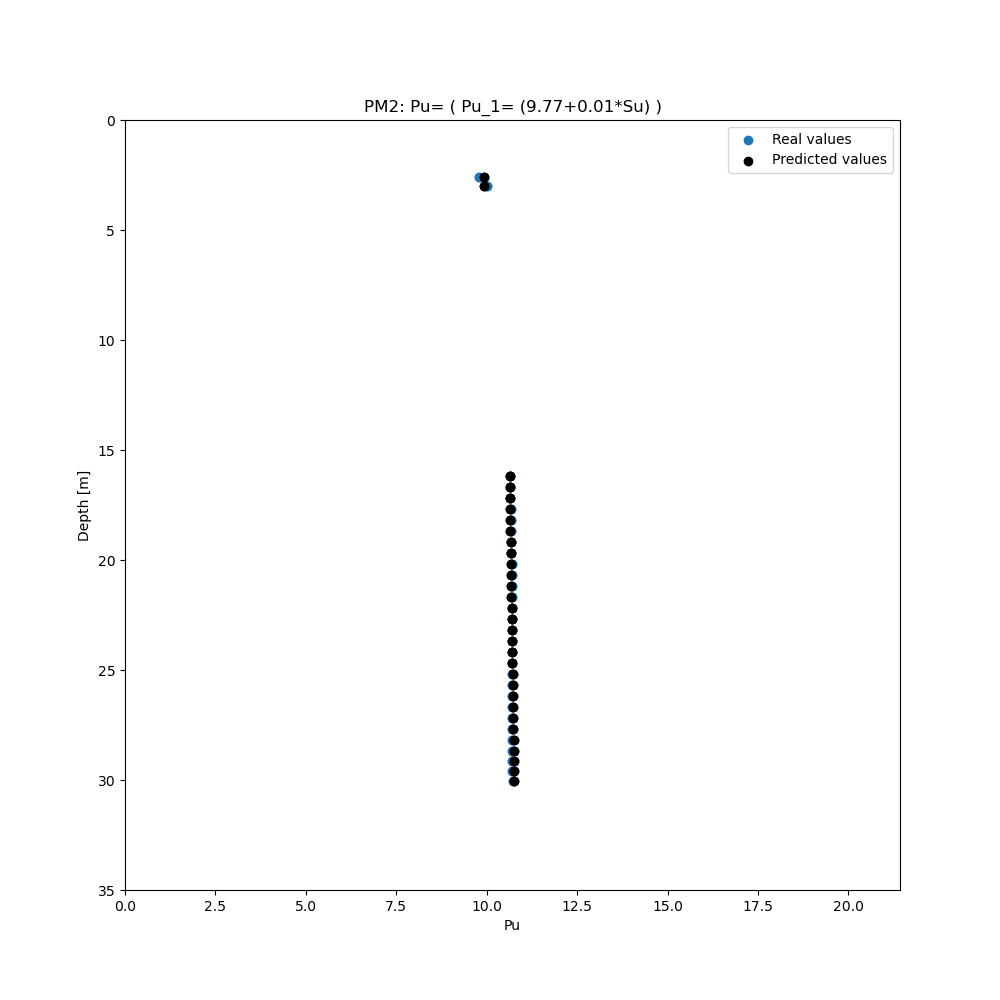 PM2: Pu= ( Pu_1= (9.77+0.01*Su) )
Real values
Predicted values
0
5
10
15
20
25
30
35
Depth [m]
0.0 2.5 5.0 7.5 10.0 12.5 15.0 17.5 20.0
Pu